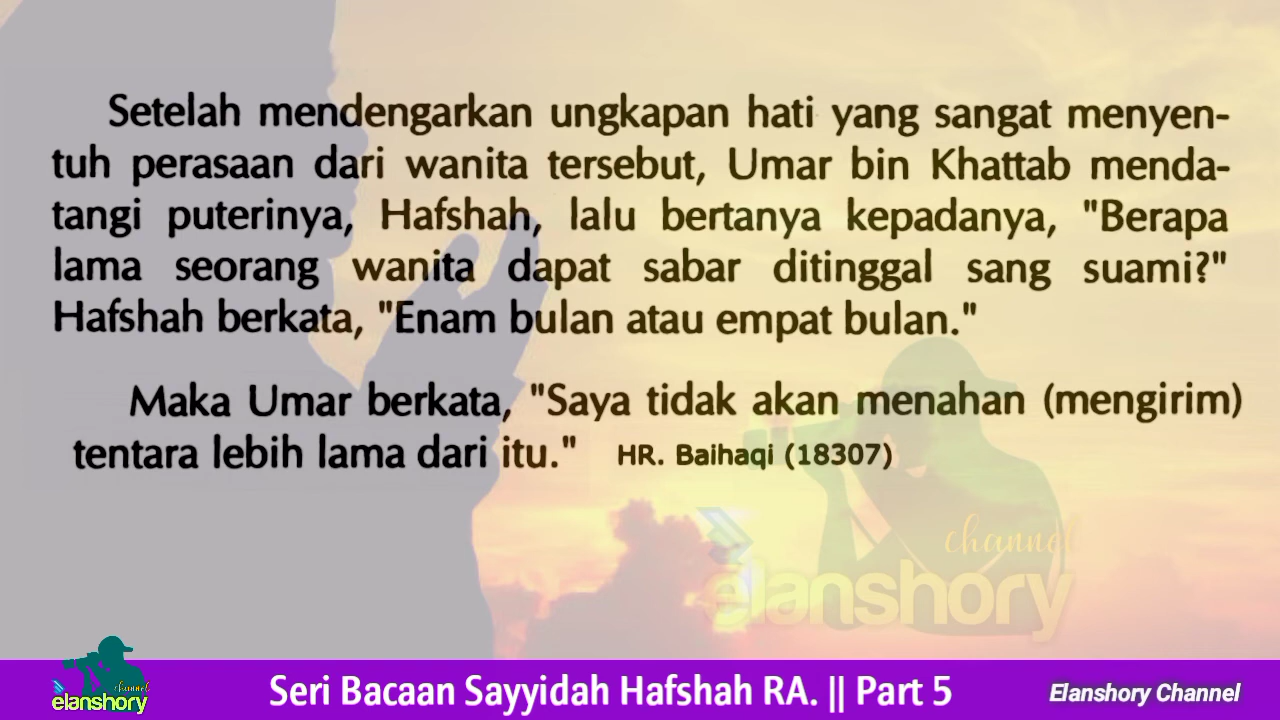 Setelah mendengarkan ungkapan hati yang sangat menyen-
tuh perasaan dari wanita tersebut, Umar bin Khattab menda-
tangi puterinya, Hafshah, lalu bertanya kepadanya, "Berapa
lama seorang wanita dapat sabar ditinggal sang suami?"
Hafshah berkata, "Enam bulan atau empat bulan."
Maka Umar berkata, "Saya tidak akan menahan (mengirim)
tentara lebih lama dari itu." HR. Baihaqi (18307)
channel
elanshory
channel
elanshory
Seri Bacaan Sayyidah Hafshah RA. || Part 5
Elanshory Channel